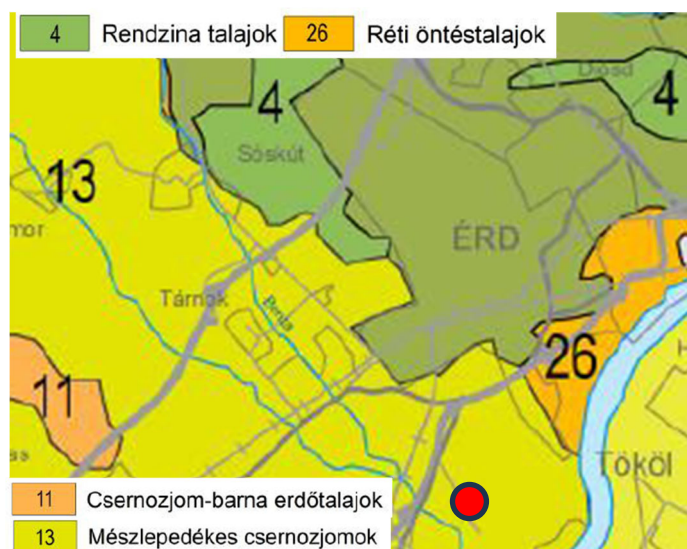 4 Rendzina talajok 26 Réti öntéstalajok
Diósd
4
4
Sóskút
13
mor
ÉRD
Tárnok
Benta
26
11
Tököl
11 Csernozjom-barna erdőtalajok
13 Mészlepedékes csernozjomok